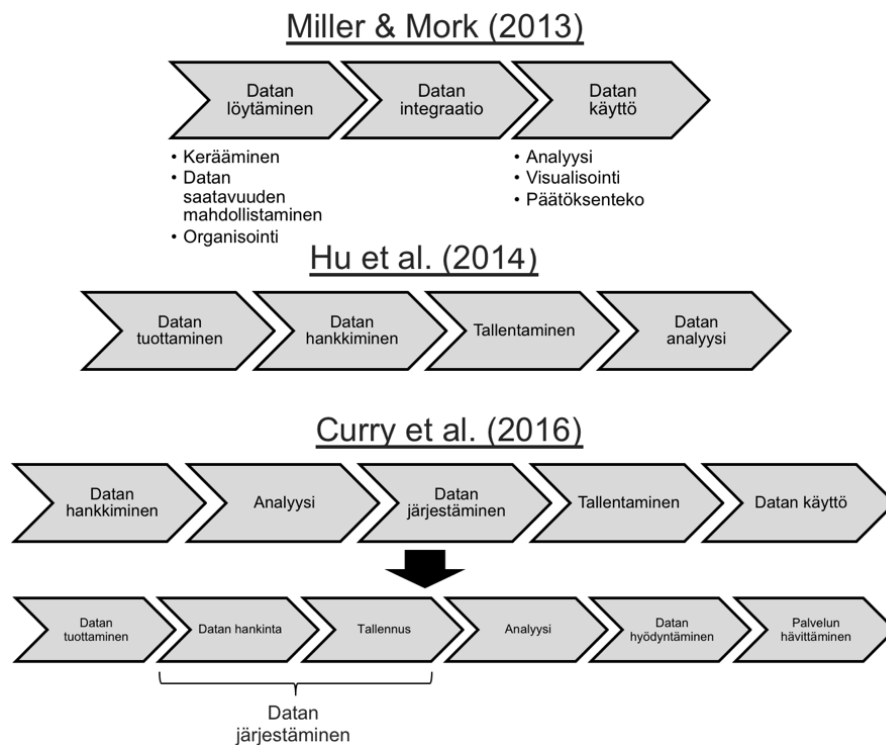 Miller & Mork (2013)
Datan
löytäminen
Datan
integraatio
Datan
käyttö
• Kerääminen
• Datan
saatavuuden
mahdollistaminen
• Organisointi
• Analyysi
• Visualisointi
• Päätöksenteko
Hu et al. (2014)
Datan
tuottaminen
Datan
hankkiminen
Tallentaminen
Datan
analyysi
Curry et al. (2016)
Datan
hankkiminen
Analyysi
Datan
järjestäminen
Tallentaminen
Datan käyttö
Datan
tuottaminen
Datan hankinta
Tallennus
Analyysi
Datan
hyödyntäminen
Palvelun
hävittäminen
Datan
järjestäminen